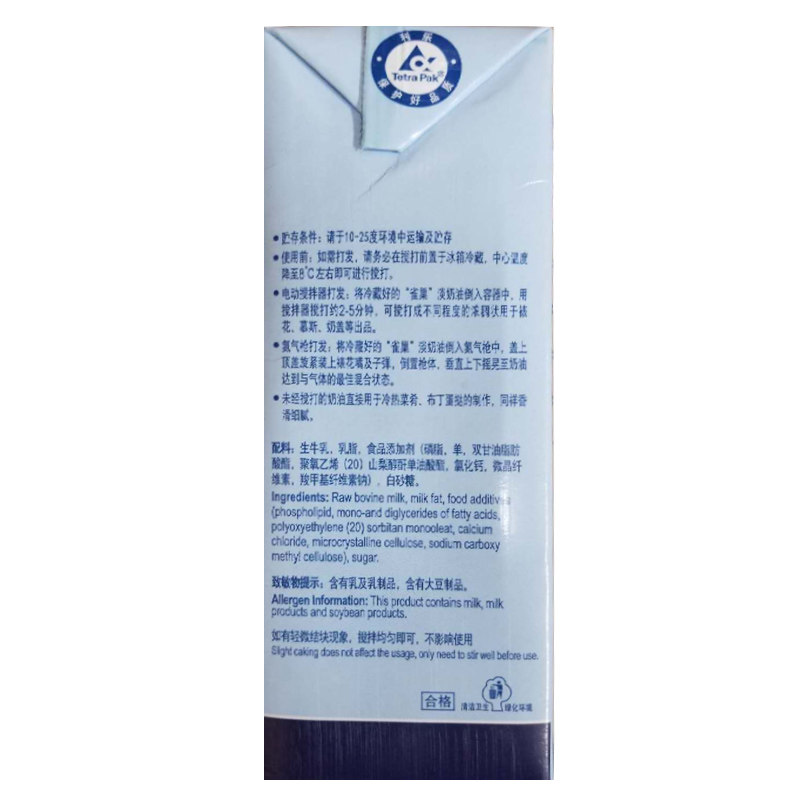 利乐
Tetra Pak®
保护好品质
● 贮存条件：请于10-25度环境中运输及贮存
● 使用前：如需打发，请务必在搅打前盖于冰箱冷藏，中心温度
降至8℃左右即可进行搅打。
● 电动搅拌器打发：将冷藏好的“雀巢”淡奶油倒入容器中，用
搅拌器搅打约2-5分钟，可搅打成不同程度的浓稠状用于裱
花、慕斯、奶盖等出品。
● 氮气枪打发：将冷藏好的“雀巢”淡奶油倒入氮气枪中，盖上
顶盖旋紧装上裱花嘴及子弹，倒置枪体，垂直上下摇晃至奶油
达到与气体的最佳混合状态。
● 未经搅打的奶油直接用于冷热菜肴、布丁蛋挞的制作，同样香
滑细腻。
配料：生牛乳，乳脂，食品添加剂（磷脂，单，双甘油脂肪
酸酯，聚氧乙烯（20）山梨醇酐单油酸酯，氯化钙，微晶纤
维素，羧甲基纤维素钠），白砂糖。
Ingredients: Raw bovine milk, milk fat, food additives
(phospholipid, mono-and diglycerides of fatty acids,
polyoxyethylene (20) sorbitan monooleat, calcium
chloride, microcrystalline cellulose, sodium carboxy
methyl cellulose), sugar.
致敏物提示：含有乳及乳制品，含有大豆制品。
Allergen Information: This product contains milk, milk
products and soybean products.
如有轻微结块现象，搅拌均匀即可，不影响使用
Slight caking does not affect the usage, only need to stir well before use.
合格
清洁卫生 绿化环境